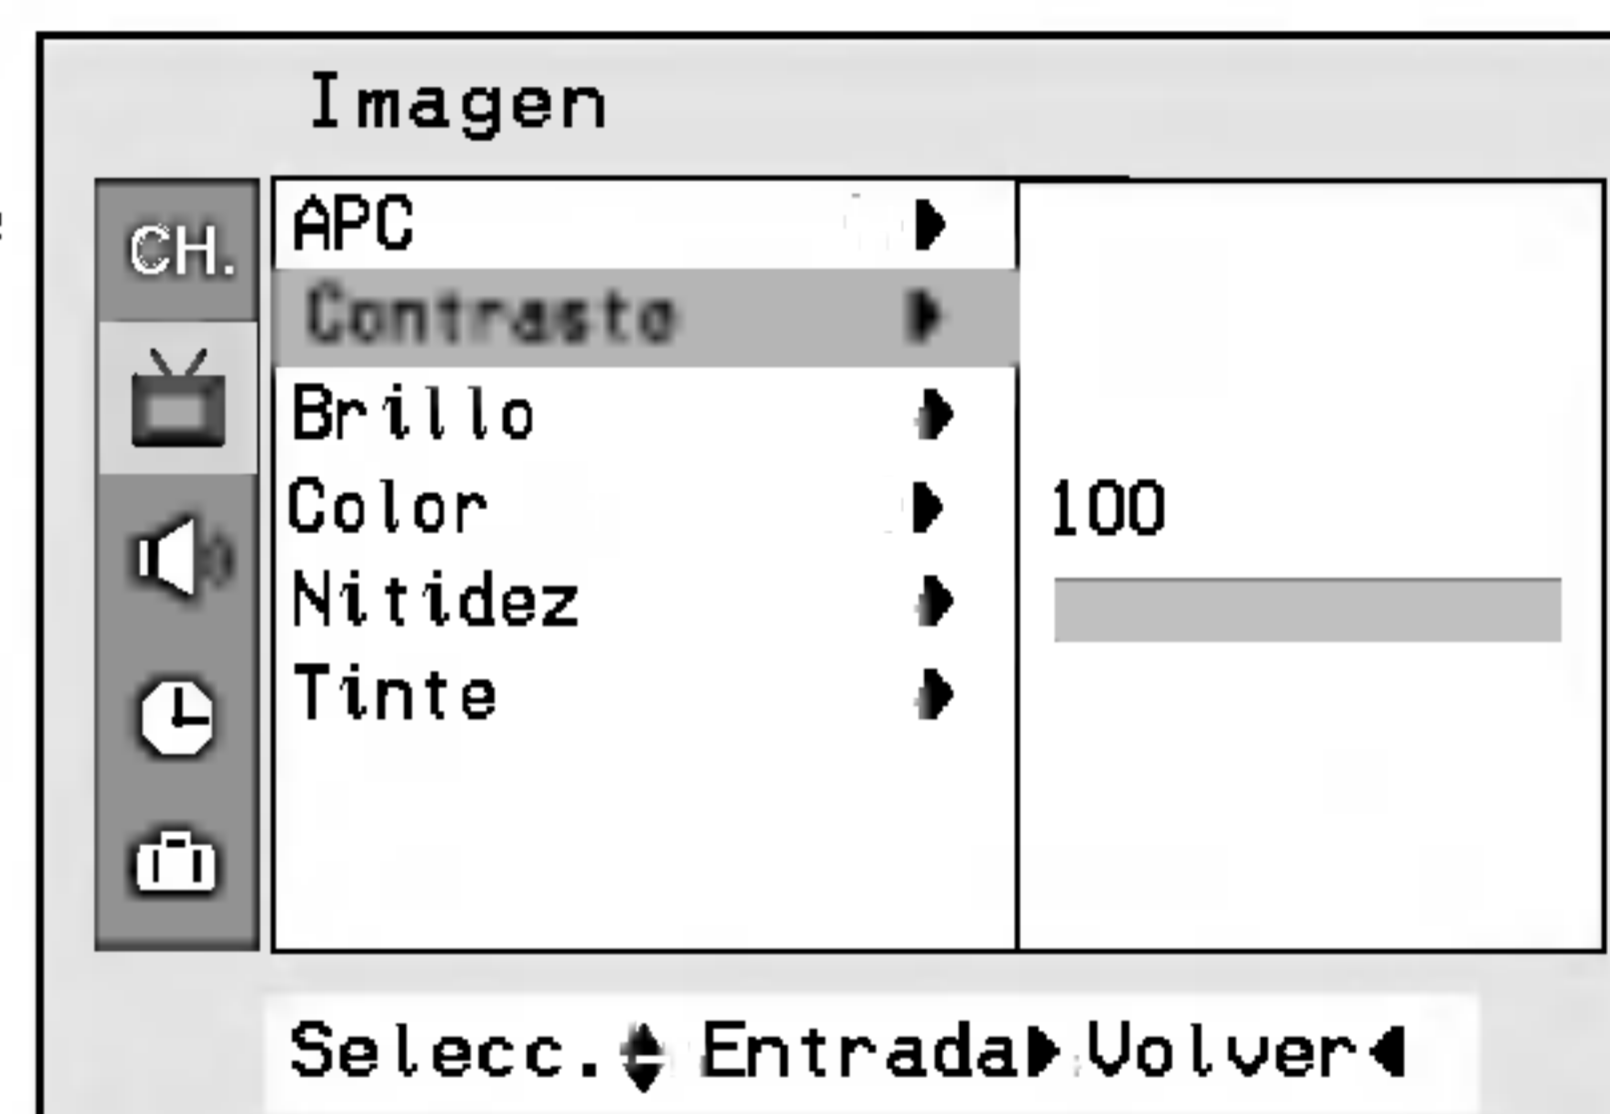 Imagen
CH.
APC
Contraste
Brillo
Color
100
Nitidez
Tinte
Selecc. Entrada Volver